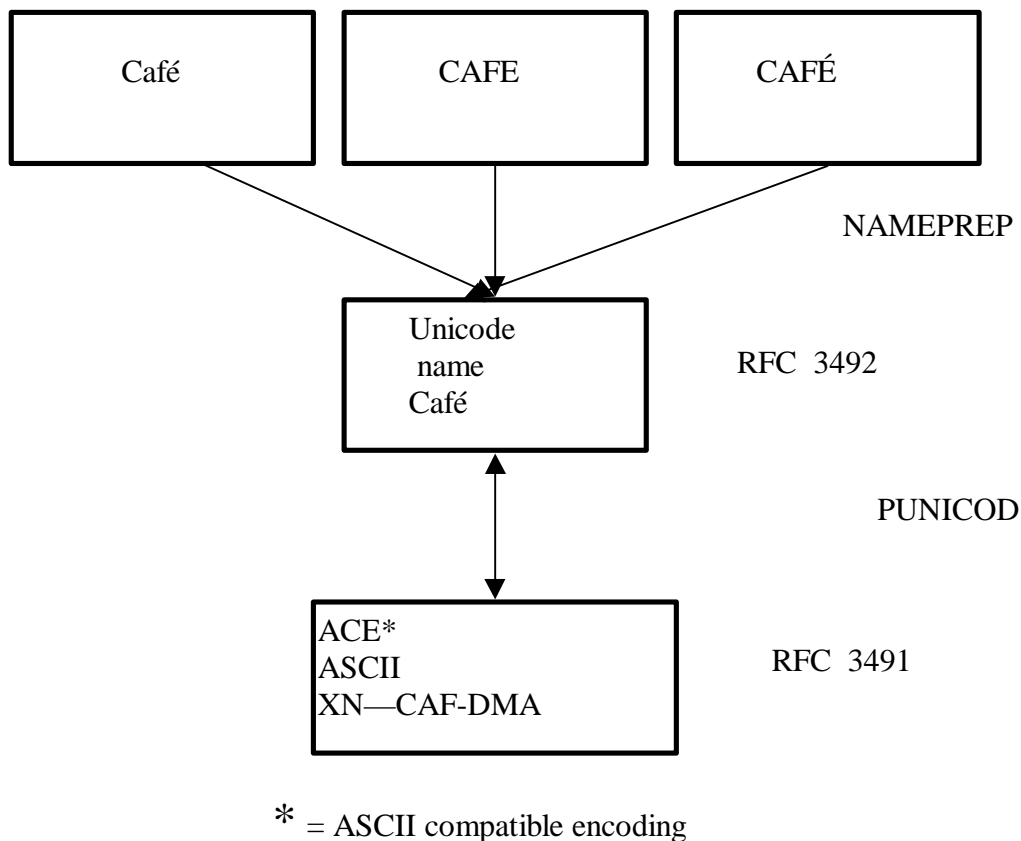 Café
CAFE
CAFÉ
NAMEPREP
Unicode
name
Café
RFC 3492
PUNICOD
ACE*
ASCII
XN—CAF-DMA
RFC 3491
* = ASCII compatible encoding